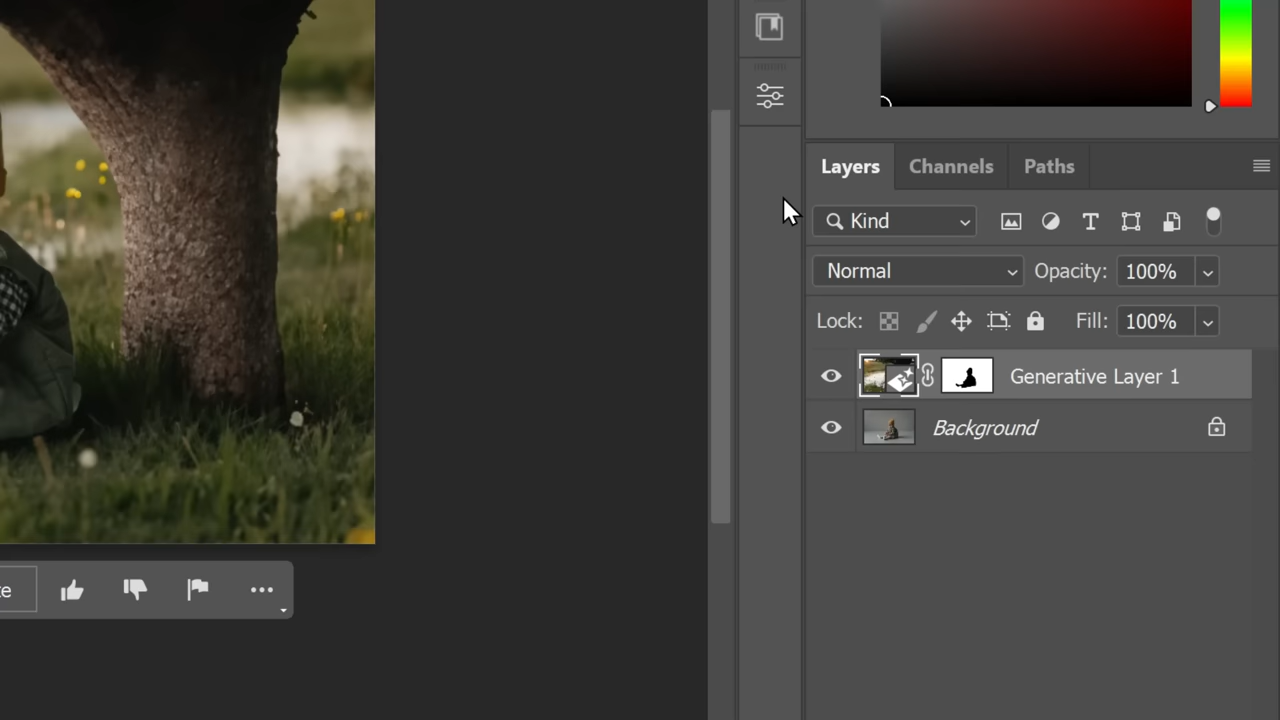 Layers Channels Paths
Kind
Normal Opacity: 100%
Lock: Fill: 100%
Generative Layer 1
Background